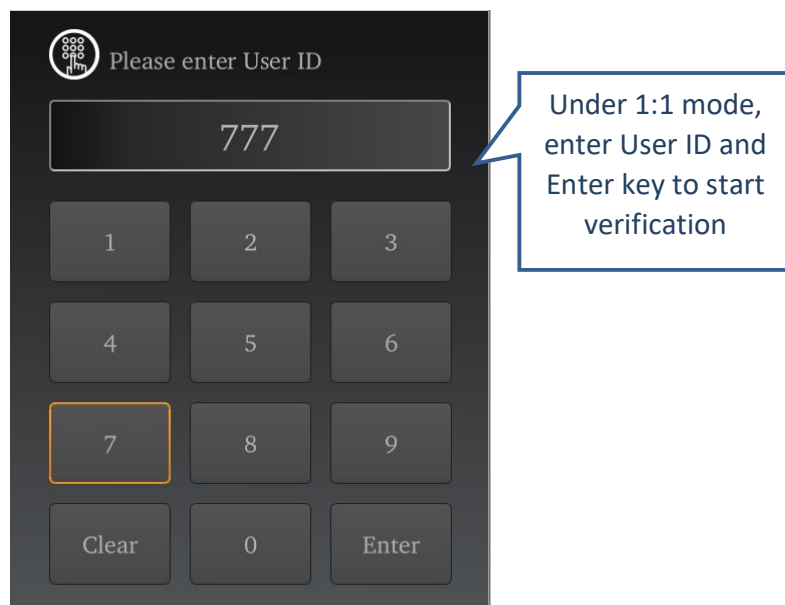 Please enter User ID
777
Under 1:1 mode,
enter User ID and
Enter key to start
verification
1 2 3
4 5 6
7 8 9
Clear 0 Enter